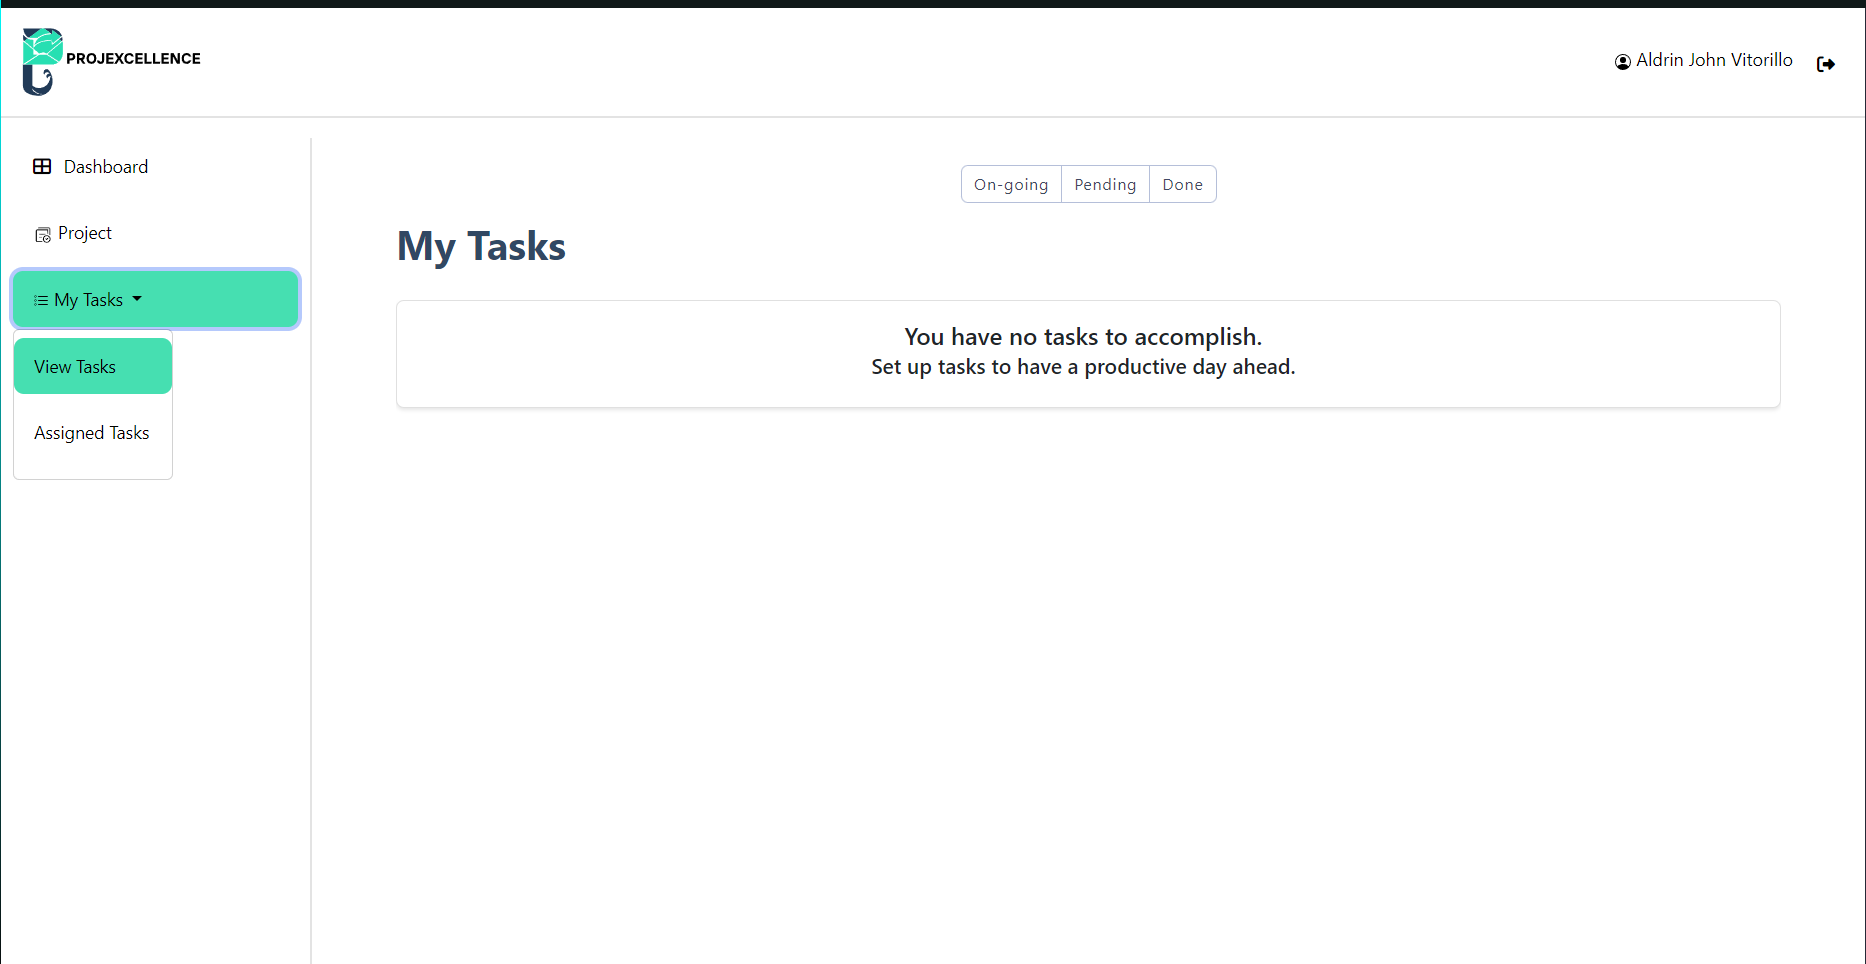 PROJEXCELLENCE
Aldrin John Vitorillo
Dashboard
Project
My Tasks
View Tasks
Assigned Tasks
On-going Pending Done
My Tasks
You have no tasks to accomplish.
Set up tasks to have a productive day ahead.